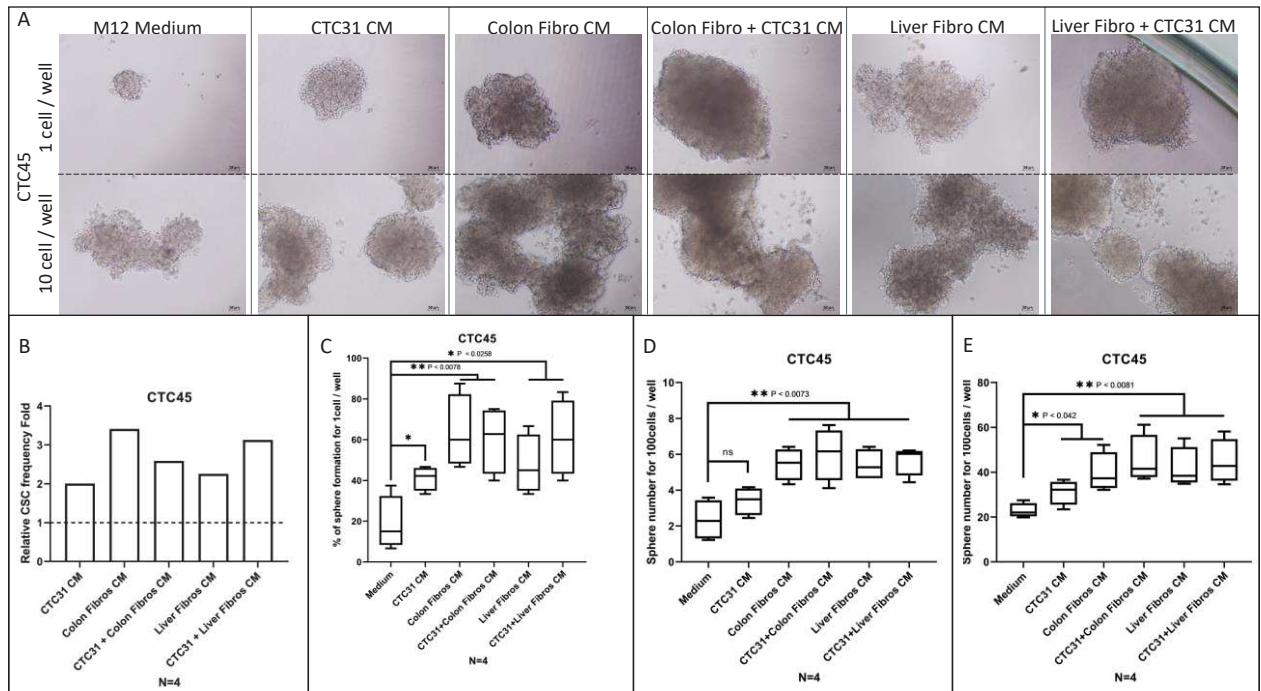 A
M12 Medium
CTC31 CM
Colon Fibro CM
Colon Fibro + CTC31 CM
Liver Fibro CM
Liver Fibro + CTC31 CM
CTC45
1 cell / well
10 cell / well
B
CTC45
Relative CSC frequency Fold
4
3
2
1
0
CTC31 CM
Colon Fibros CM
CTC31 + Colon Fibros CM
Liver Fibros CM
CTC31 + Liver Fibros CM
N=4
C
CTC45
% of sphere formation for 1cell / well
100
80
60
40
20
0
* P < 0.0258
** P < 0.0078
*
Medium
CTC31 CM
Colon Fibros CM
CTC31+Colon Fibros CM
Liver Fibros CM
CTC31+Liver Fibros CM
N=4
D
CTC45
Sphere number for 100cells / well
10
8
6
4
2
0
** P < 0.0073
ns
Medium
CTC31 CM
Colon Fibros CM
CTC31+Colon Fibros CM
Liver Fibros CM
CTC31+Liver Fibros CM
N=4
E
CTC45
Sphere number for 100cells / well
80
60
40
20
0
** P < 0.0081
* P < 0.042
Medium
CTC31 CM
Colon Fibros CM
CTC31+Colon Fibros CM
Liver Fibros CM
CTC31+Liver Fibros CM
N=4